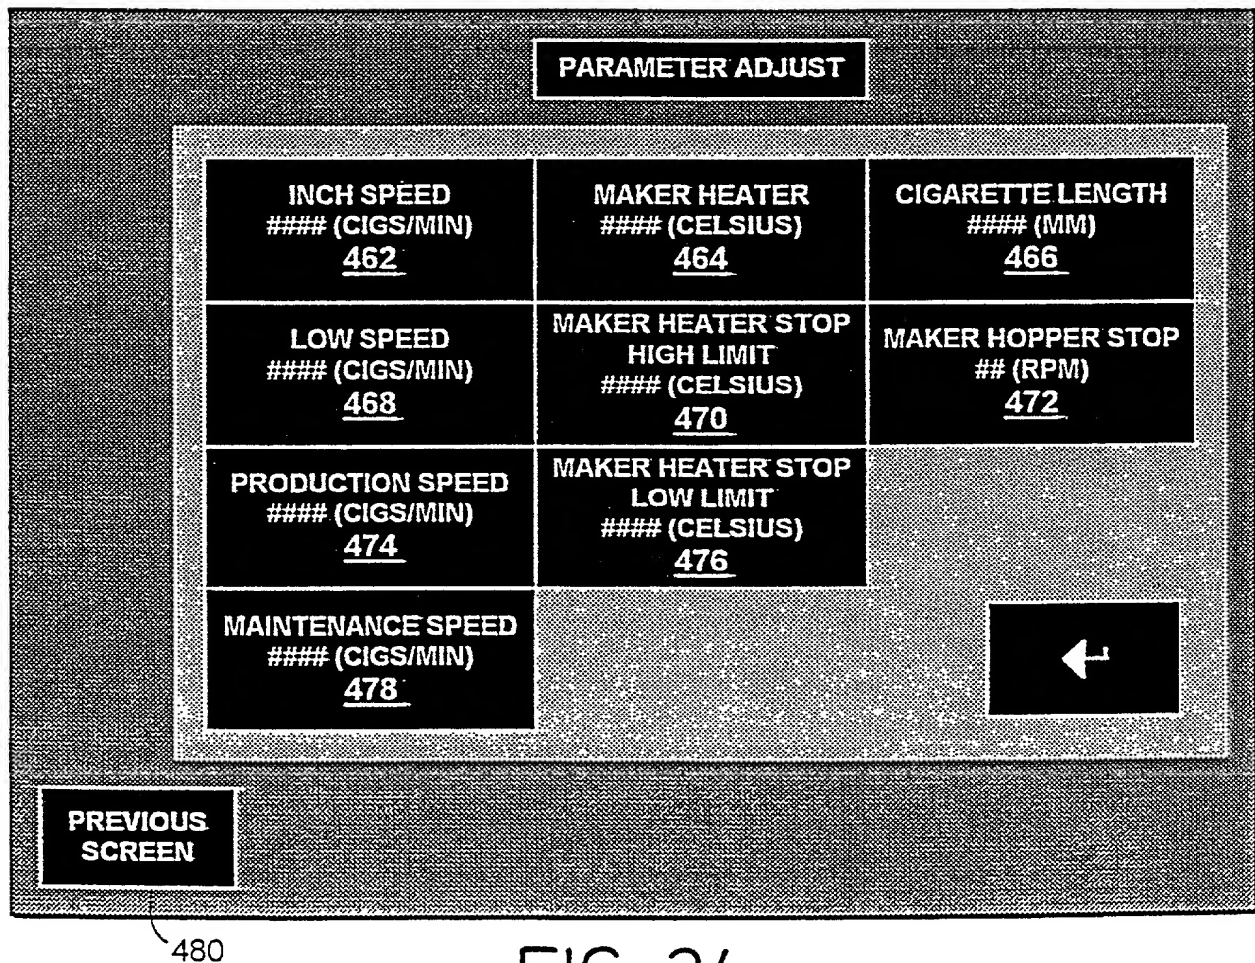 PARAMETER ADJUST
INCH SPEED
#### (CIGS/MIN)
462
MAKER HEATER
#### (CELSIUS)
464
CIGARETTE LENGTH
#### (MM)
466
LOW SPEED
#### (CIGS/MIN)
468
MAKER HEATER STOP
HIGH LIMIT
#### (CELSIUS)
470
MAKER HOPPER STOP
## (RPM)
472
PRODUCTION SPEED
#### (CIGS/MIN)
474
MAKER HEATER STOP
LOW LIMIT
#### (CELSIUS)
476
MAINTENANCE SPEED
#### (CIGS/MIN)
478
PREVIOUS
SCREEN
480
FIG.